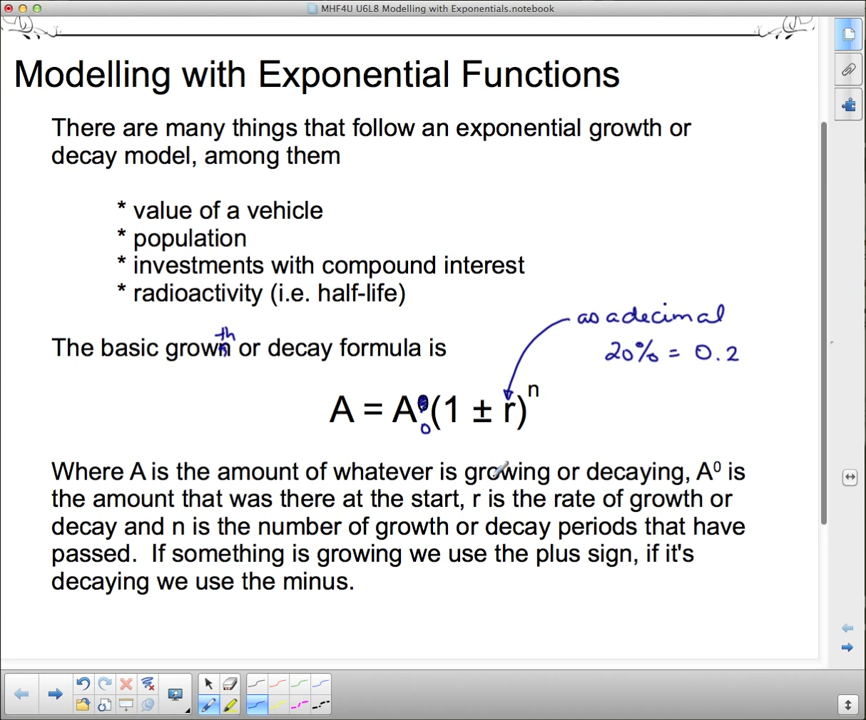 MHF4U U6L8 Modelling with Exponentials.notebook
Modelling with Exponential Functions
There are many things that follow an exponential growth or
decay model, among them
* value of a vehicle
* population
* investments with compound interest
* radioactivity (i.e. half-life)
as a decimal
20% = 0.2
The basic growth or decay formula is
A = A₀(1 ± r)ⁿ
Where A is the amount of whatever is growing or decaying, A⁰ is
the amount that was there at the start, r is the rate of growth or
decay and n is the number of growth or decay periods that have
passed.  If something is growing we use the plus sign, if it's
decaying we use the minus.